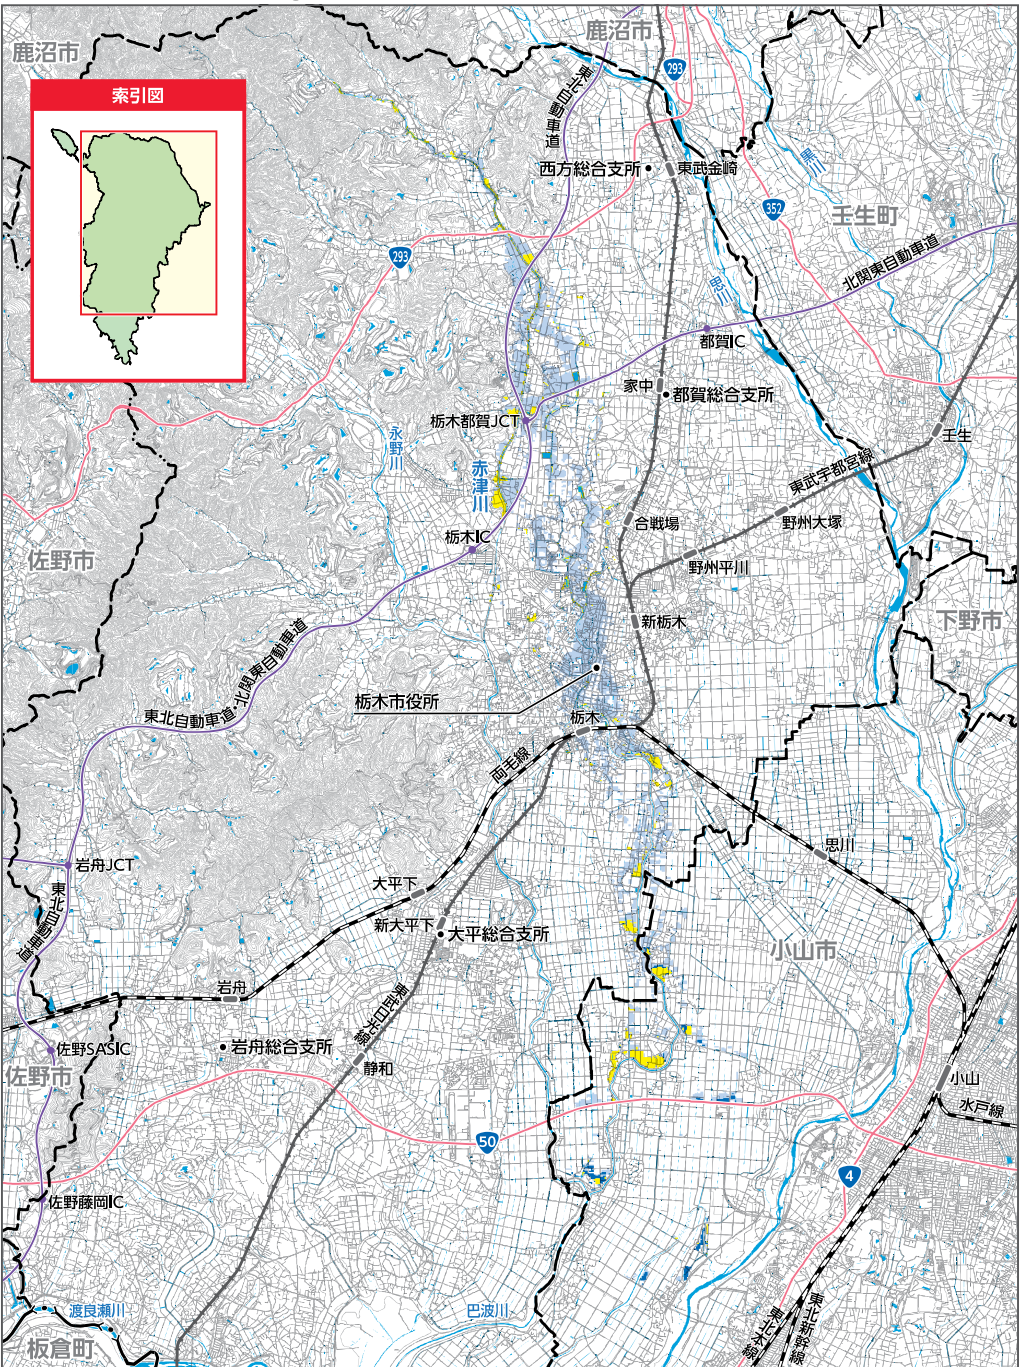 鹿沼市
鹿沼市
索引図
293
東北自動車道
西方総合支所
東武金崎
黒川
352
壬生町
293
思川
北関東自動車道
都賀IC
家中
都賀総合支所
栃木都賀JCT
永野川
赤津川
壬生
東武宇都宮線
合戦場
野州大塚
栃木IC
佐野市
野州平川
新栃木
下野市
東北自動車道・北関東自動車道
栃木市役所
栃木
両毛線
思川
岩舟JCT
大平下
東北自動車道
新大平下
大平総合支所
小山市
岩舟
東武日光線
佐野SASIC
岩舟総合支所
静和
佐野市
小山
水戸線
50
4
佐野藤岡IC
渡良瀬川
巴波川
板倉町
東北本線
東北新幹線